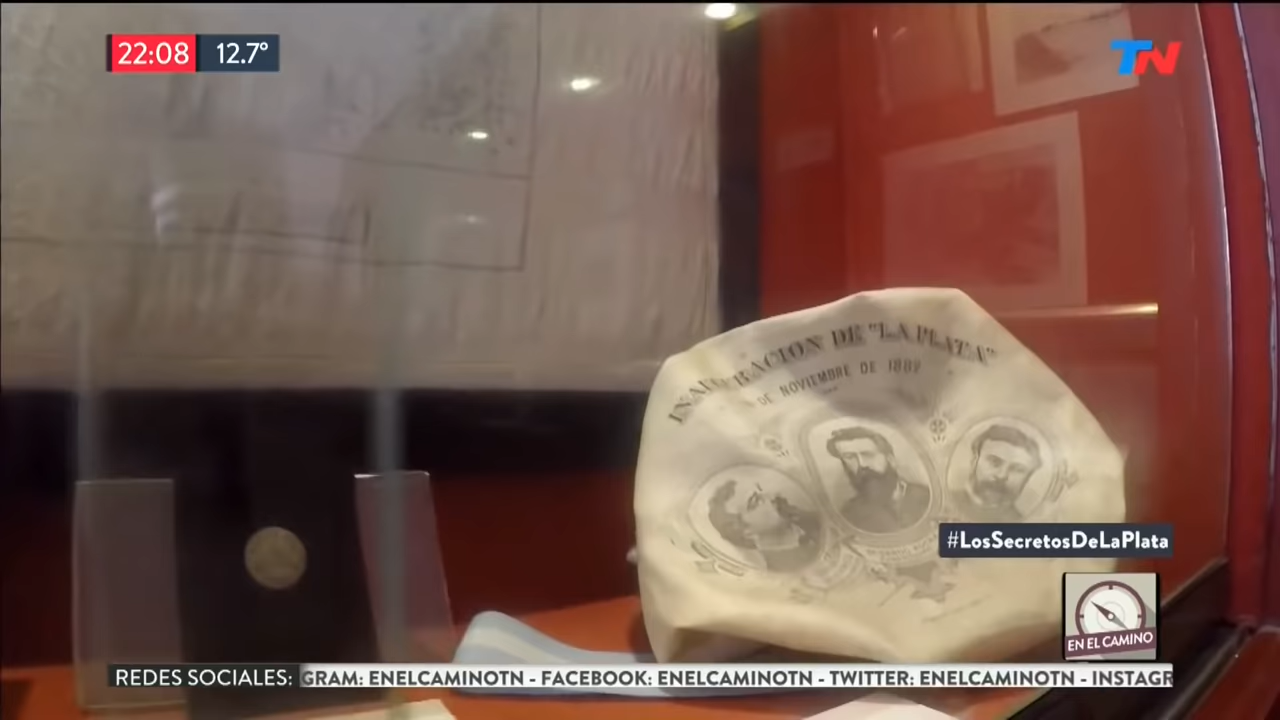 22:08 12.7°
TN
INAUGURACION DE "LA PLATA"
DE NOVIEMBRE DE 1882
#LosSecretosDeLaPlata
EN EL CAMINO
REDES SOCIALES: GRAM: ENELCAMINOTN - FACEBOOK: ENELCAMINOTN - TWITTER: ENELCAMINOTN - INSTAGR